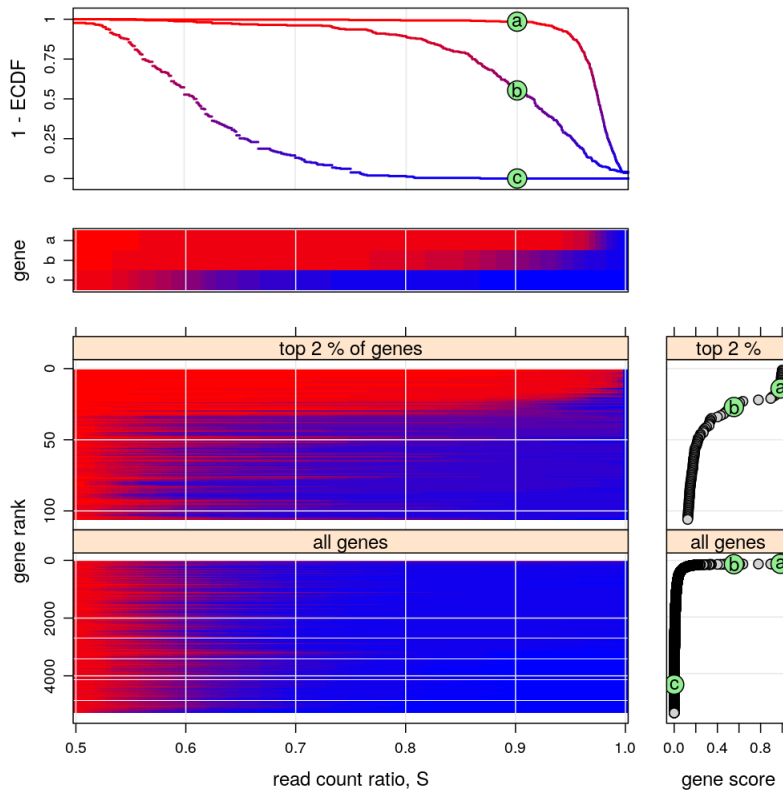 1 - ECDF
1
0.75
0.5
0.25
0
a
b
c
gene
a
b
c
top 2 % of genes
top 2 %
gene rank
0
50
100
b
a
all genes
all genes
0
2000
4000
b
a
c
0.5
0.6
0.7
0.8
0.9
1.0
0.0
0.4
0.8
read count ratio, S
gene score